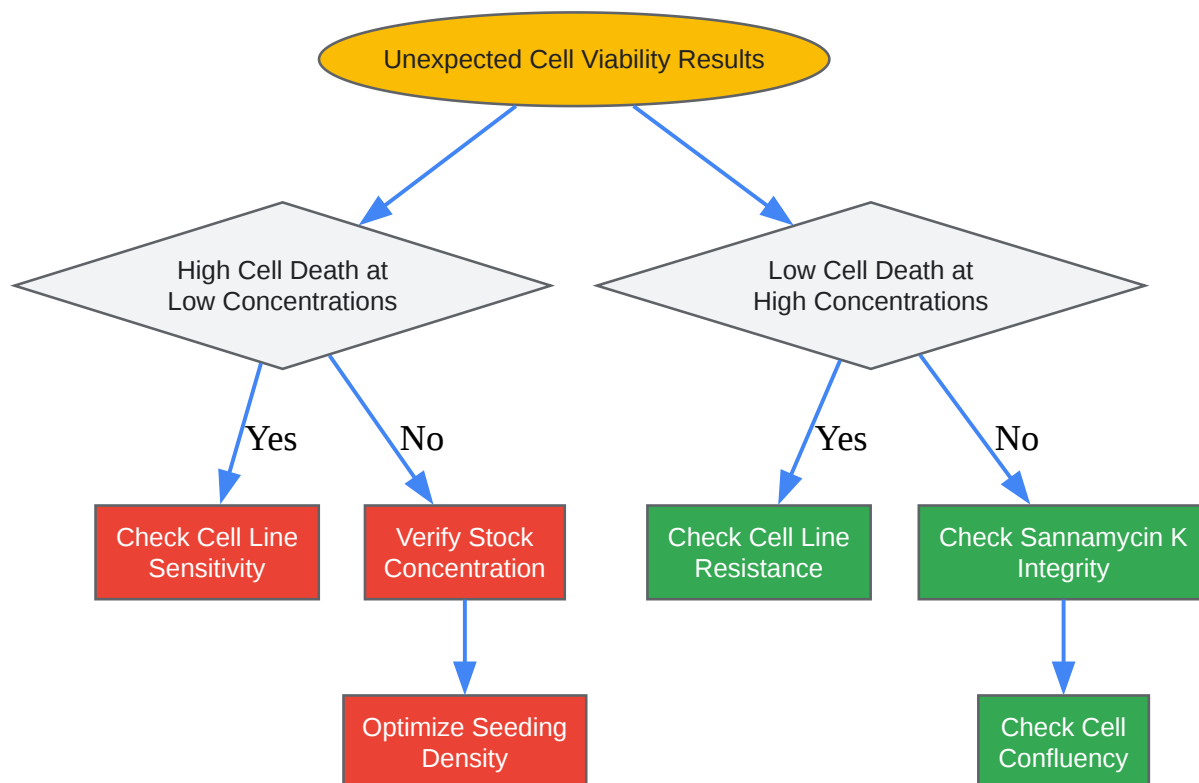 Unexpected Cell Viability Results
High Cell Death at
Low Concentrations
Low Cell Death at
High Concentrations
Yes
No
Yes
No
Check Cell Line
Sensitivity
Verify Stock
Concentration
Check Cell Line
Resistance
Check Sannamycin K
Integrity
Optimize Seeding
Density
Check Cell
Confluency